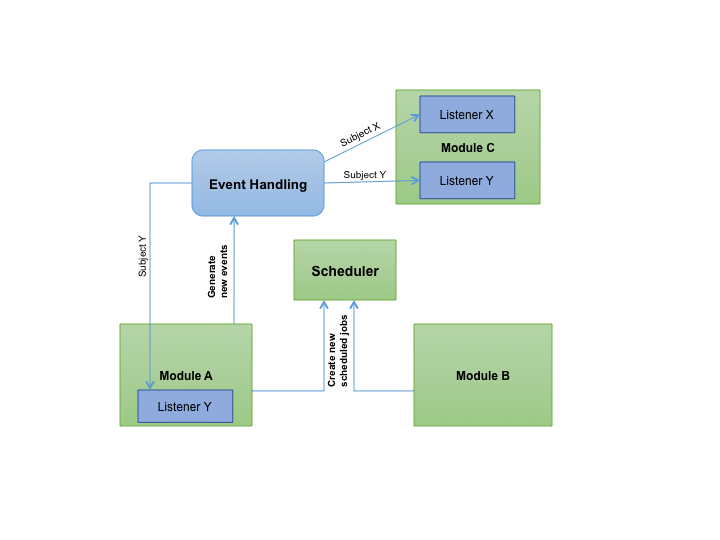 Listener X
Subject X
Module C
Event Handling
Subject Y
Listener Y
Subject Y
Generate
new events
Scheduler
Create new
scheduled jobs
Module A
Listener Y
Module B